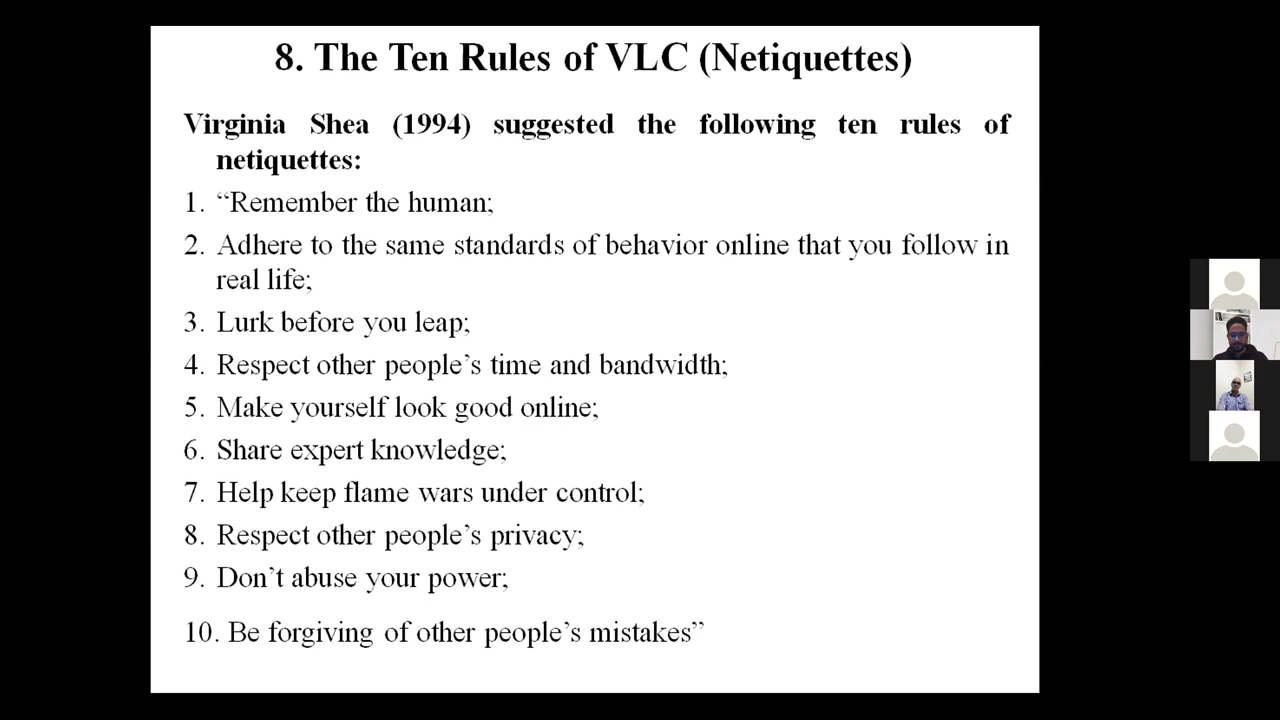 8. The Ten Rules of VLC (Netiquettes)
Virginia Shea (1994) suggested the following ten rules of
netiquettes:
1. “Remember the human;
2. Adhere to the same standards of behavior online that you follow in
real life;
3. Lurk before you leap;
4. Respect other people’s time and bandwidth;
5. Make yourself look good online;
6. Share expert knowledge;
7. Help keep flame wars under control;
8. Respect other people’s privacy;
9. Don’t abuse your power;
10. Be forgiving of other people’s mistakes”